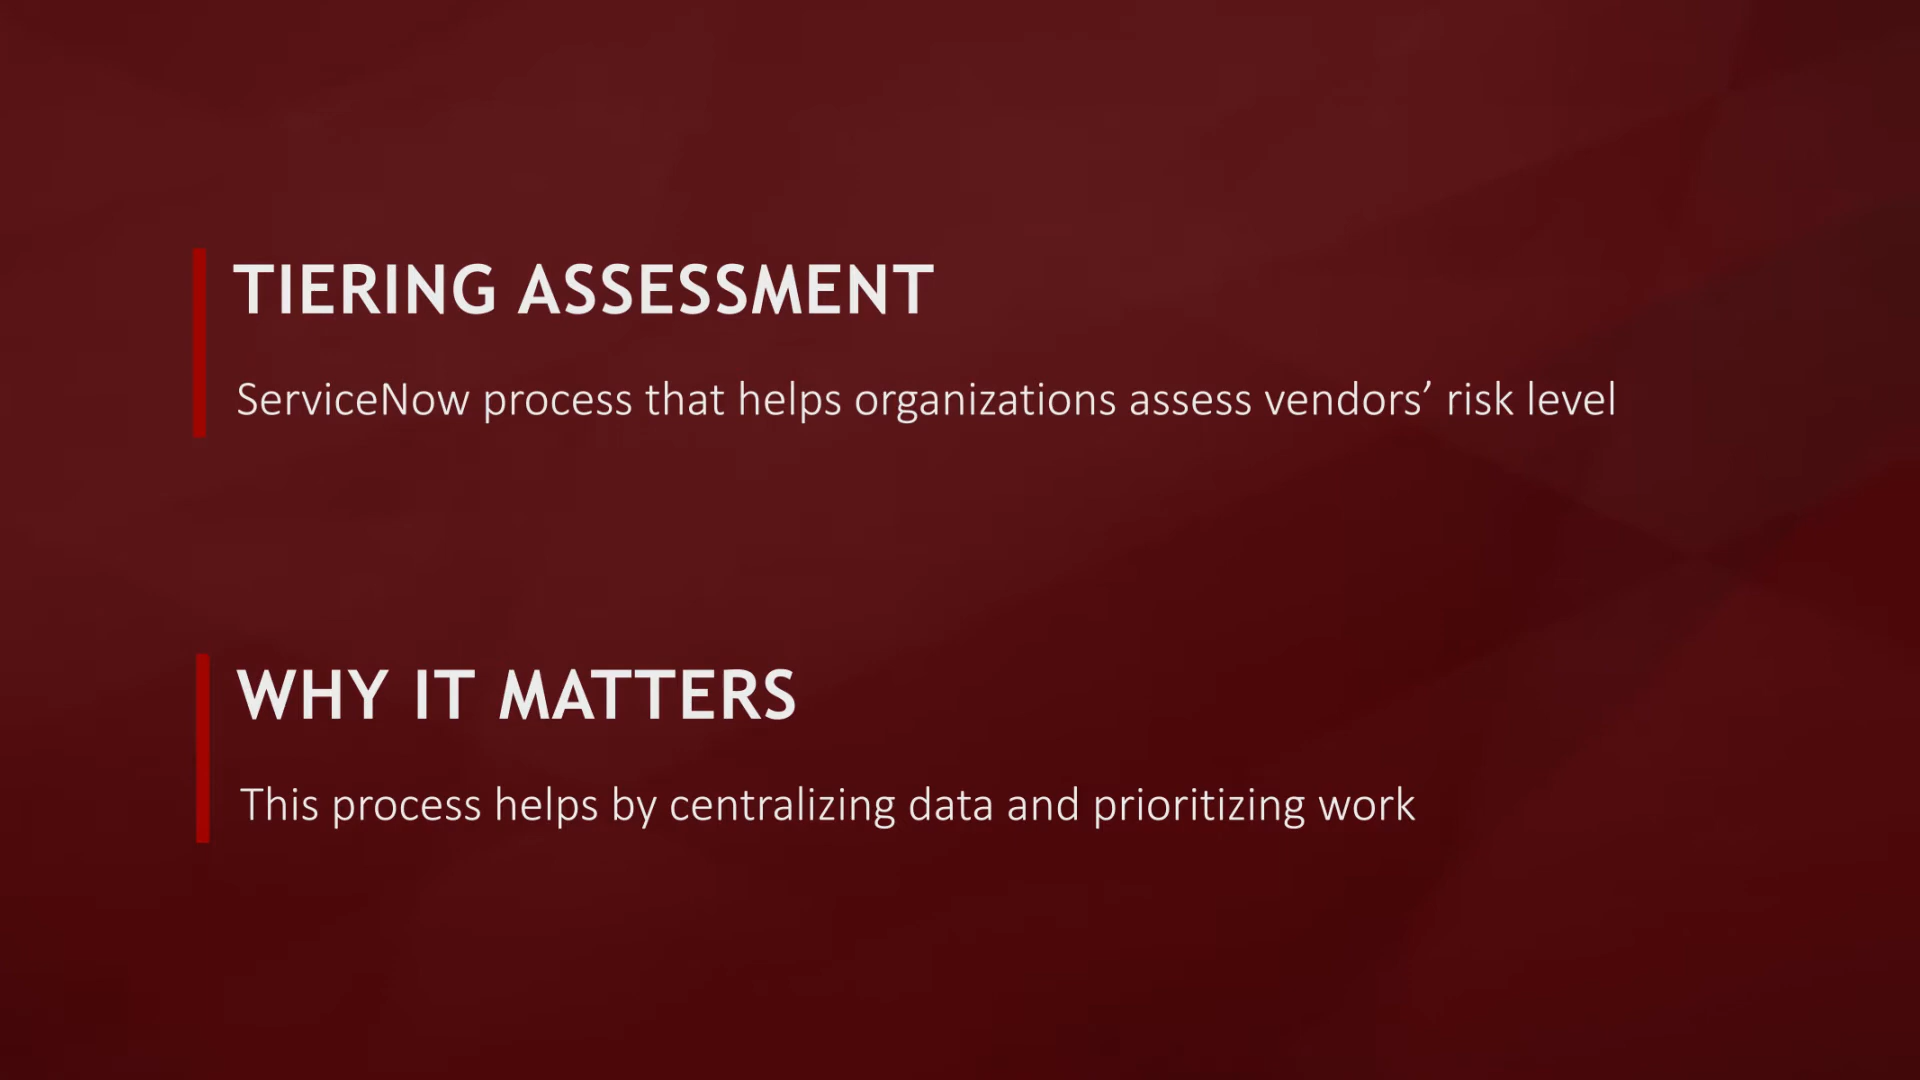 TIERING ASSESSMENT
ServiceNow process that helps organizations assess vendors’ risk level
WHY IT MATTERS
This process helps by centralizing data and prioritizing work